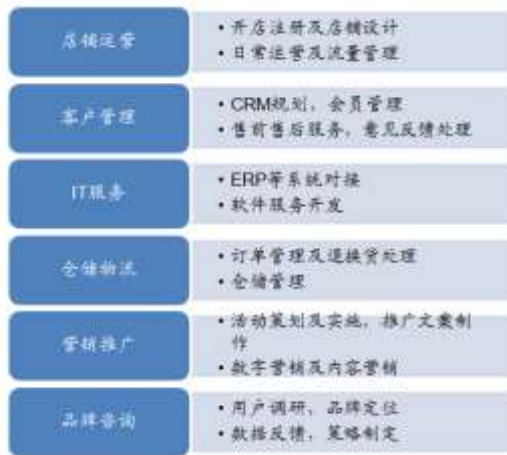 店铺运营
• 开店注册及店铺设计
• 日常运营及流量管理
客户管理
• CRM规划，会员管理
• 售前售后服务，意见反馈处理
IT服务
• ERP等系统对接
• 软件服务开发
仓储物流
• 订单管理及退换货处理
• 仓储管理
营销推广
• 活动策划及实施，推广文案制
作
• 数字营销及内容营销
品牌咨询
• 用户调研，品牌定位
• 数据反馈，策略制定